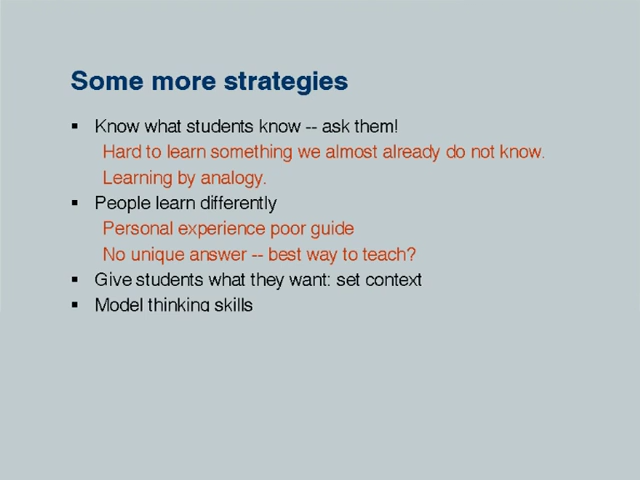 Some more strategies
▪ Know what students know -- ask them!
Hard to learn something we almost already do not know.
Learning by analogy.
▪ People learn differently
Personal experience poor guide
No unique answer -- best way to teach?
▪ Give students what they want: set context
▪ Model thinking skills